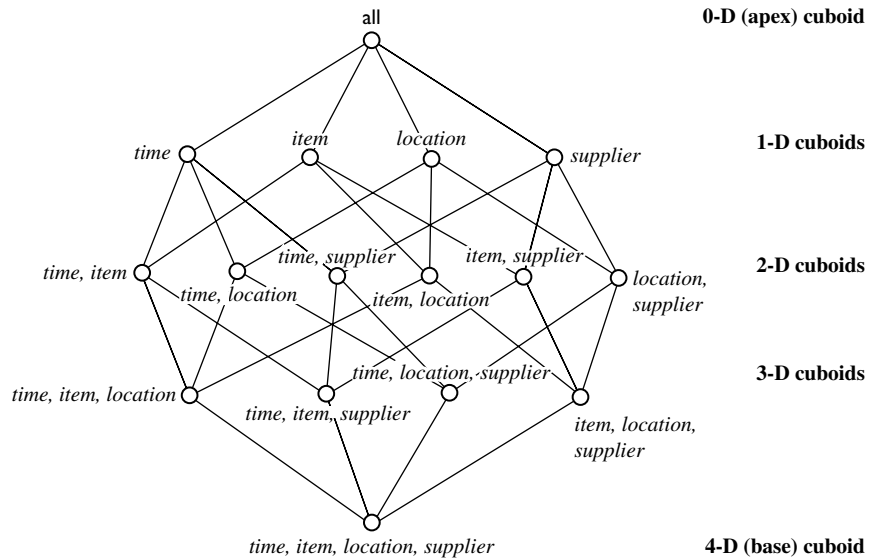 all
0-D (apex) cuboid
time
item
location
supplier
1-D cuboids
time, item
time, location
time, supplier
item, location
item, supplier
location,
supplier
2-D cuboids
time, item, location
time, item, supplier
time, location, supplier
item, location,
supplier
3-D cuboids
time, item, location, supplier
4-D (base) cuboid